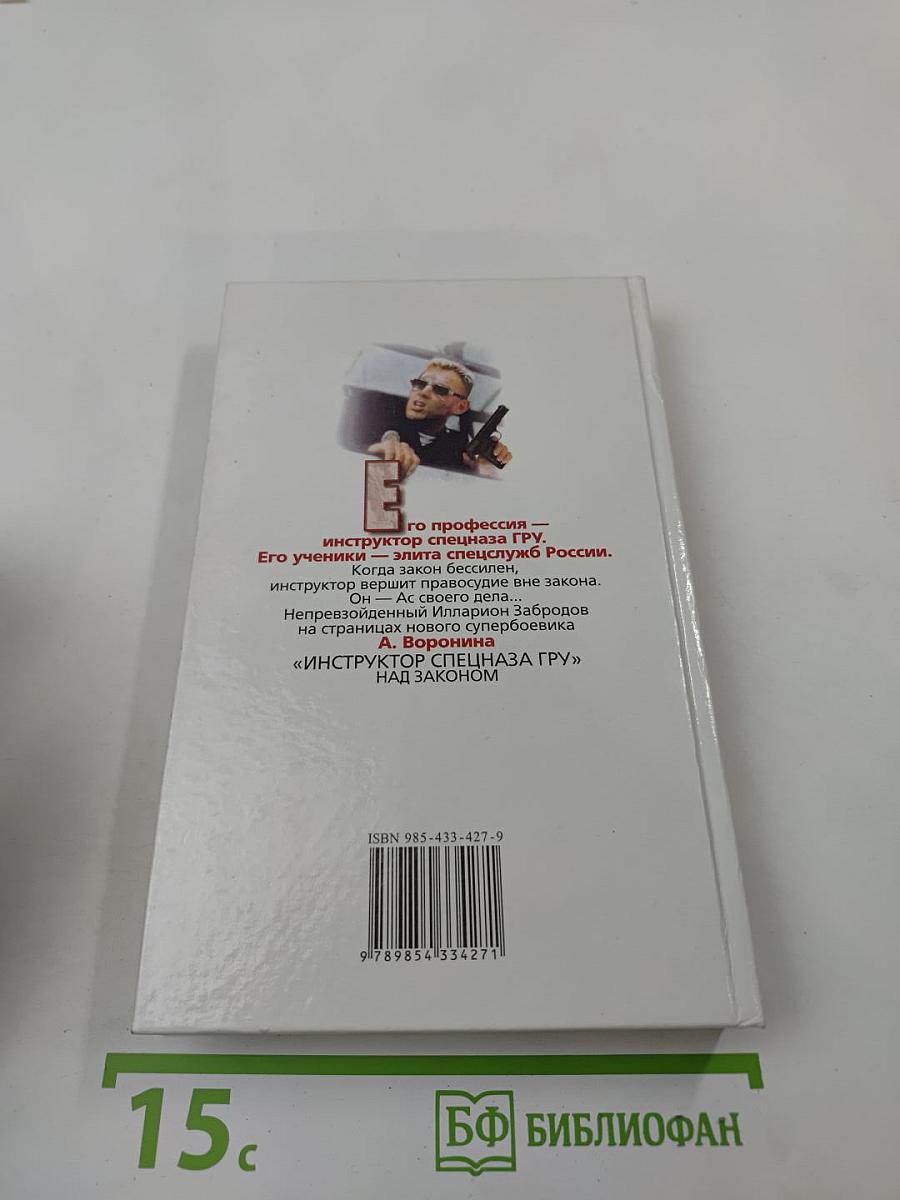 Его профессия —
инструктор спецназа ГРУ.
Его ученики — элита спецслужб России.
Когда закон бессилен,
инструктор вершит правосудие вне закона.
Он — Ас своего дела...
Непревзойденный Илларион Забродов
на страницах нового супербоевика
А. Воронина
«ИНСТРУКТОР СПЕЦНАЗА ГРУ»
НАД ЗАКОНОМ
ISBN 985-433-427-9
9 789854 334271
15 с
БФ БИБЛИОФАН